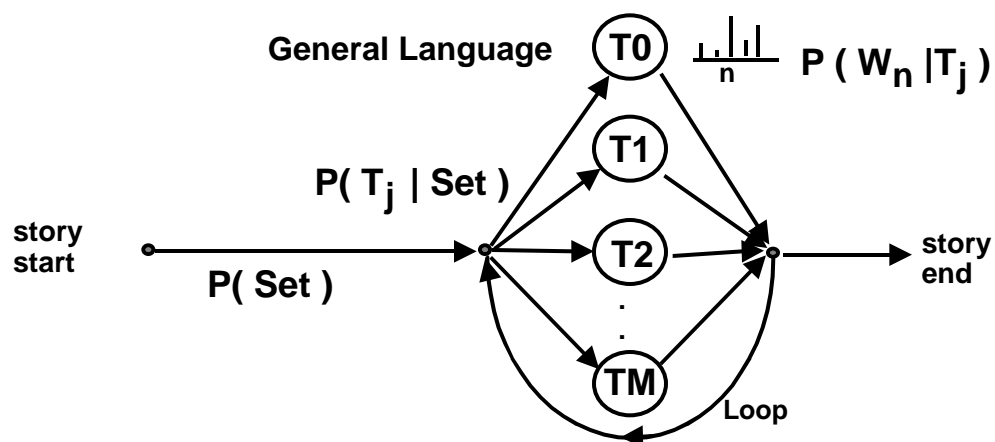 General Language
T0
n
P ( Wn |Tj )
T1
P( Tj | Set )
story
start
P( Set )
T2
story
end
.
.
TM
Loop